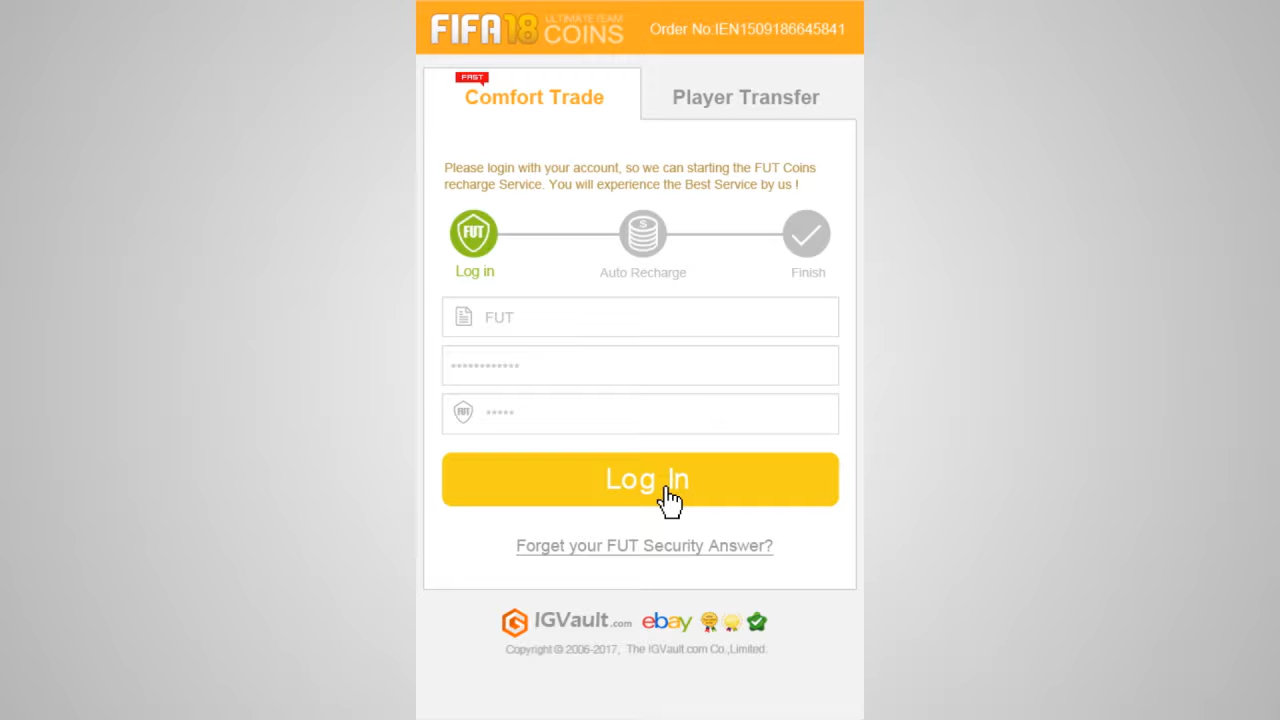 FIFA 18 ULTIMATE TEAM COINS Order No:IEN1509186645841
FAST
Comfort Trade Player Transfer
Please login with your account, so we can starting the FUT Coins
recharge Service. You will experience the Best Service by us !
FUT
Log in Auto Recharge Finish
FUT
************
FUT *****
Log In
Forget your FUT Security Answer?
IGVault.com ebay
Copyright © 2006-2017, The IGVault.com Co.,Limited.